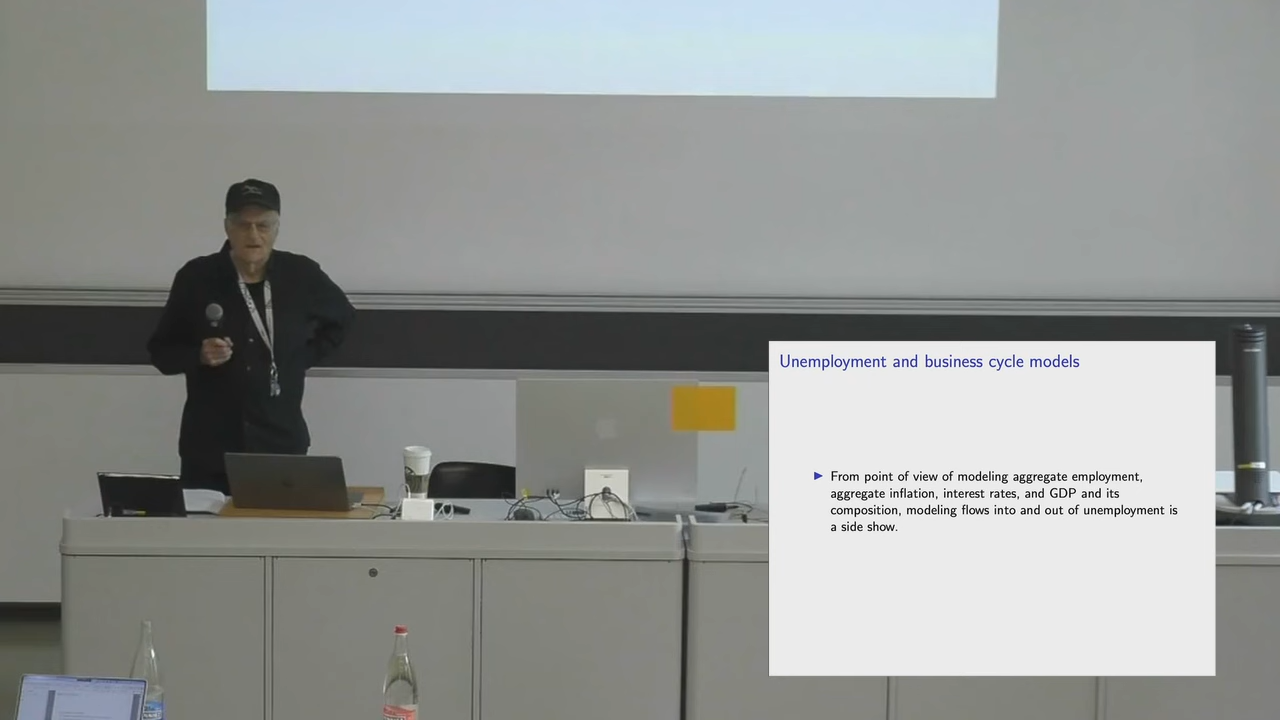 Unemployment and business cycle models
From point of view of modeling aggregate employment,
aggregate inflation, interest rates, and GDP and its
composition, modeling flows into and out of unemployment is
a side show.